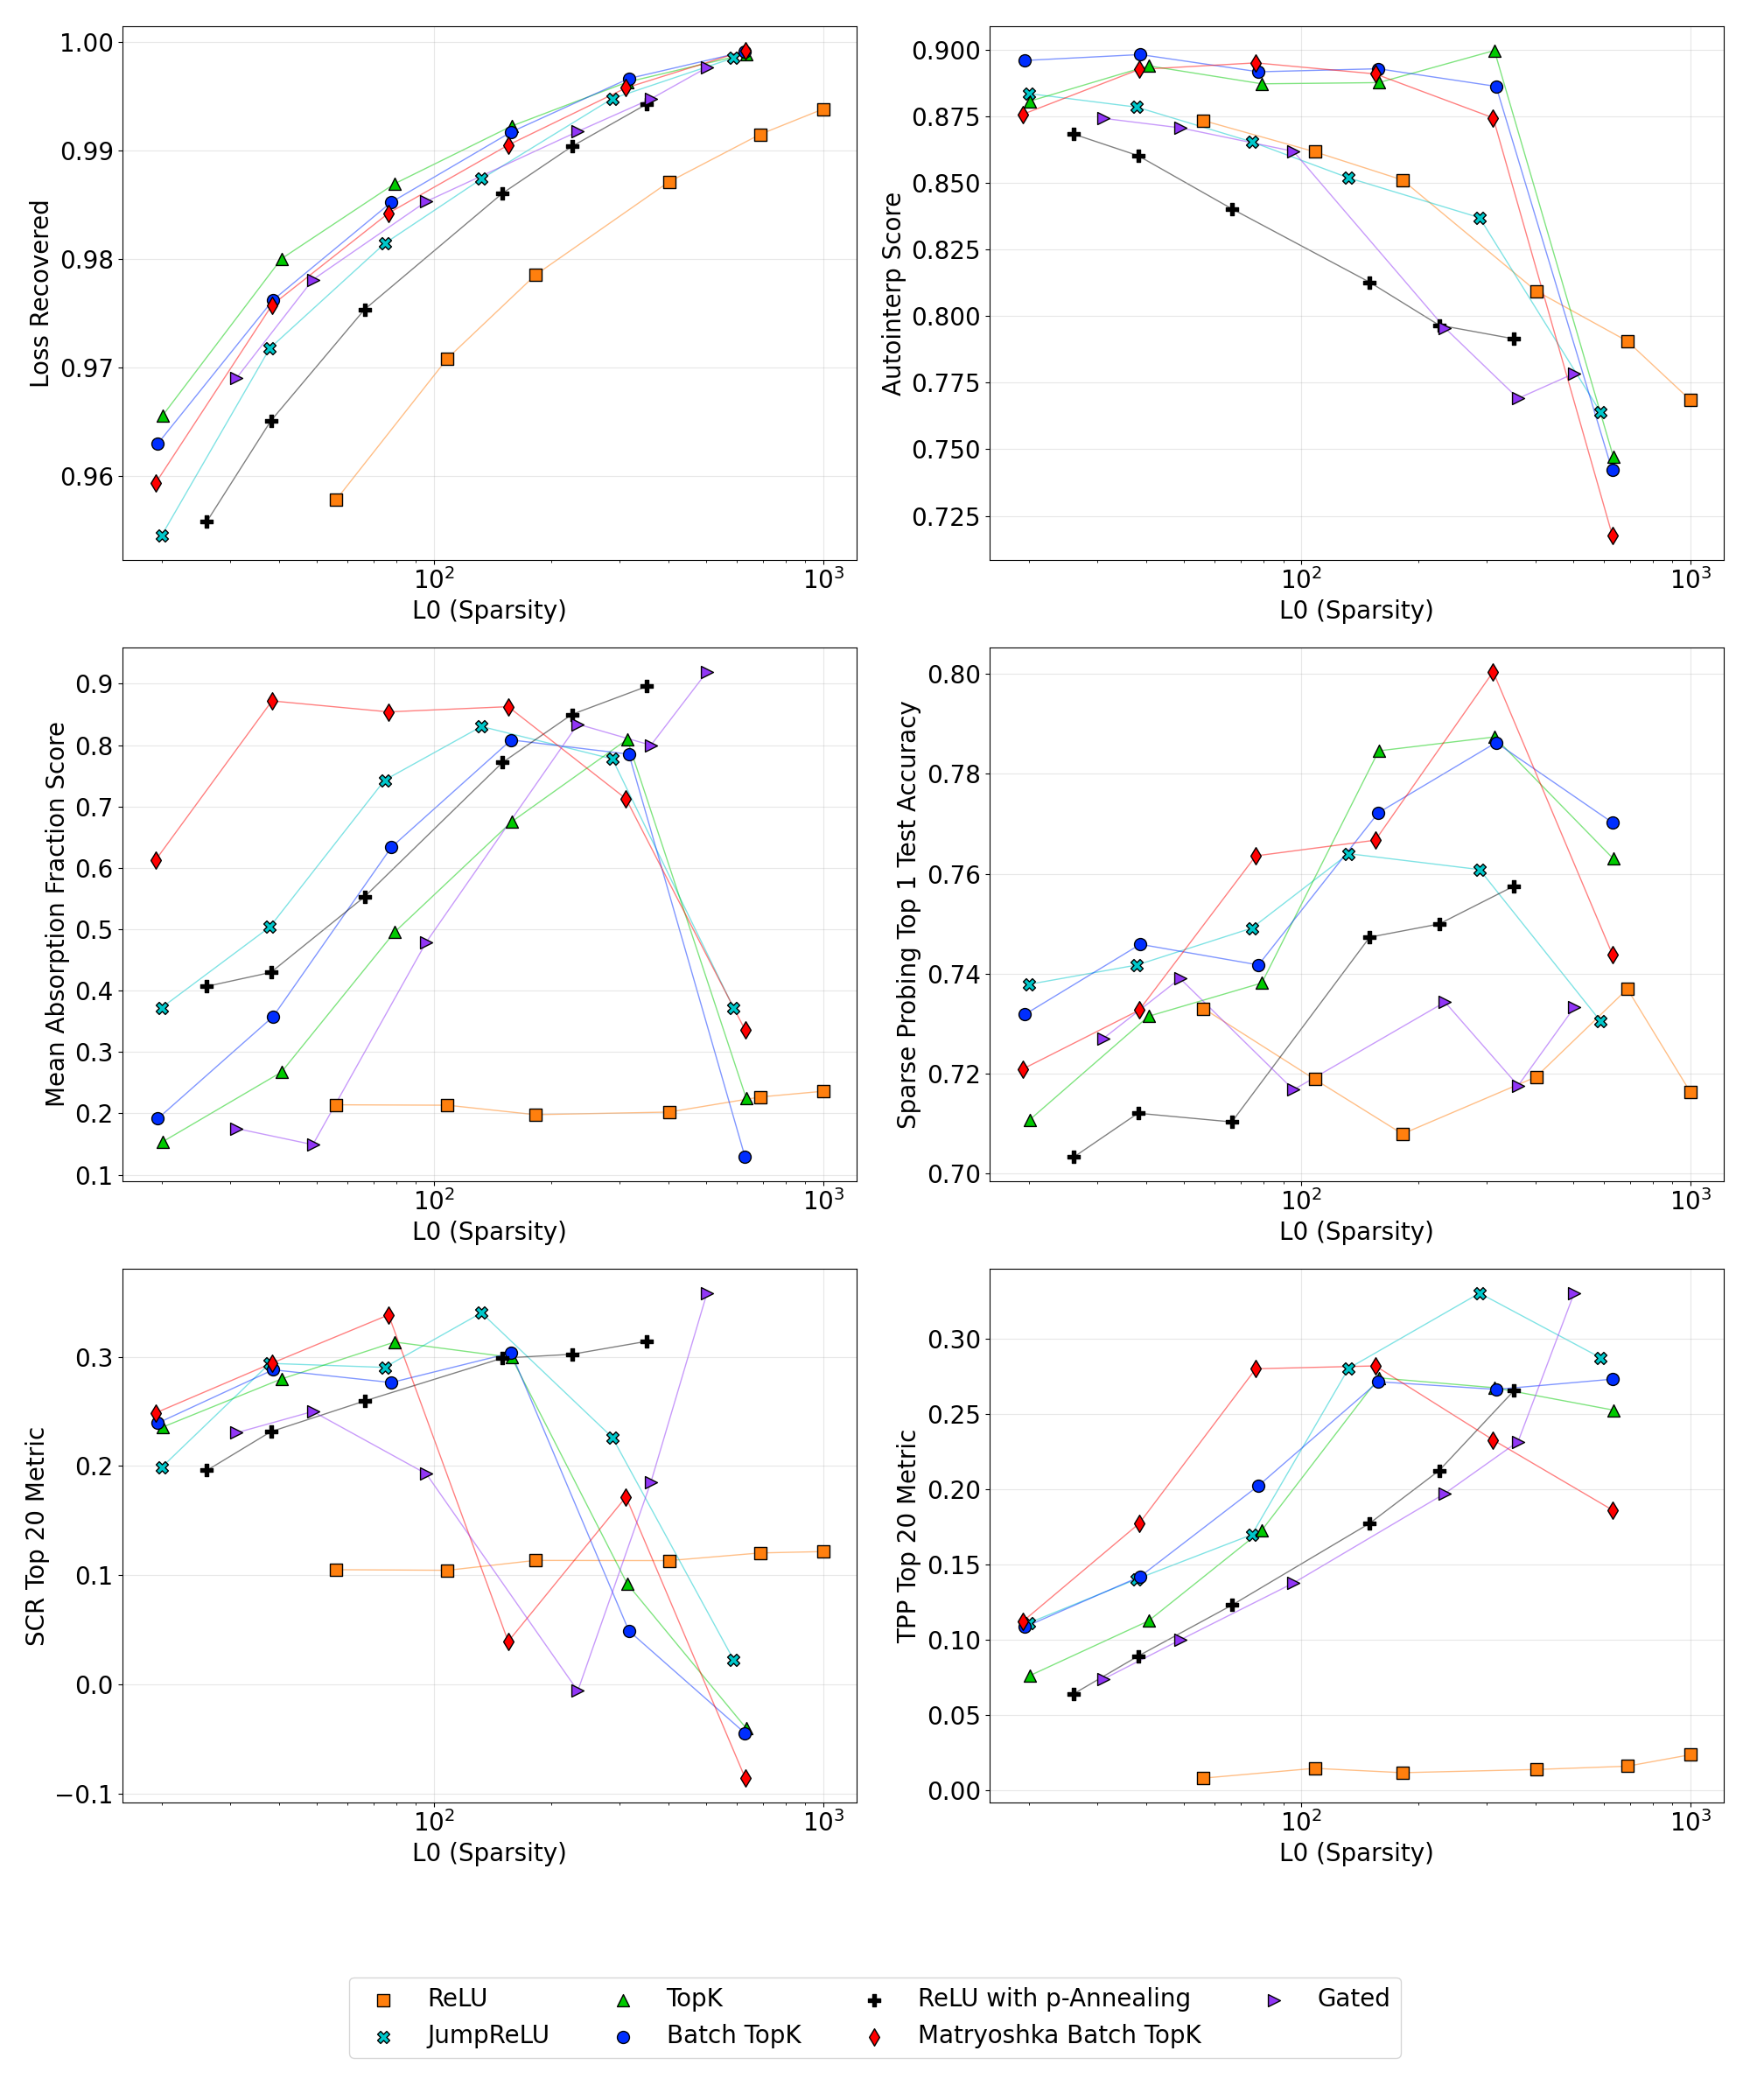 1.00
0.99
0.98
0.97
0.96
Loss Recovered
10²
10³
L0 (Sparsity)
0.900
0.875
0.850
0.825
0.800
0.775
0.750
0.725
Autointerp Score
10²
10³
L0 (Sparsity)
0.9
0.8
0.7
0.6
0.5
0.4
0.3
0.2
0.1
Mean Absorption Fraction Score
10²
10³
L0 (Sparsity)
0.80
0.78
0.76
0.74
0.72
0.70
Sparse Probing Top 1 Test Accuracy
10²
10³
L0 (Sparsity)
0.3
0.2
0.1
0.0
−0.1
SCR Top 20 Metric
10²
10³
L0 (Sparsity)
0.30
0.25
0.20
0.15
0.10
0.05
0.00
TPP Top 20 Metric
10²
10³
L0 (Sparsity)
ReLU
JumpReLU
TopK
Batch TopK
ReLU with p-Annealing
Matryoshka Batch TopK
Gated